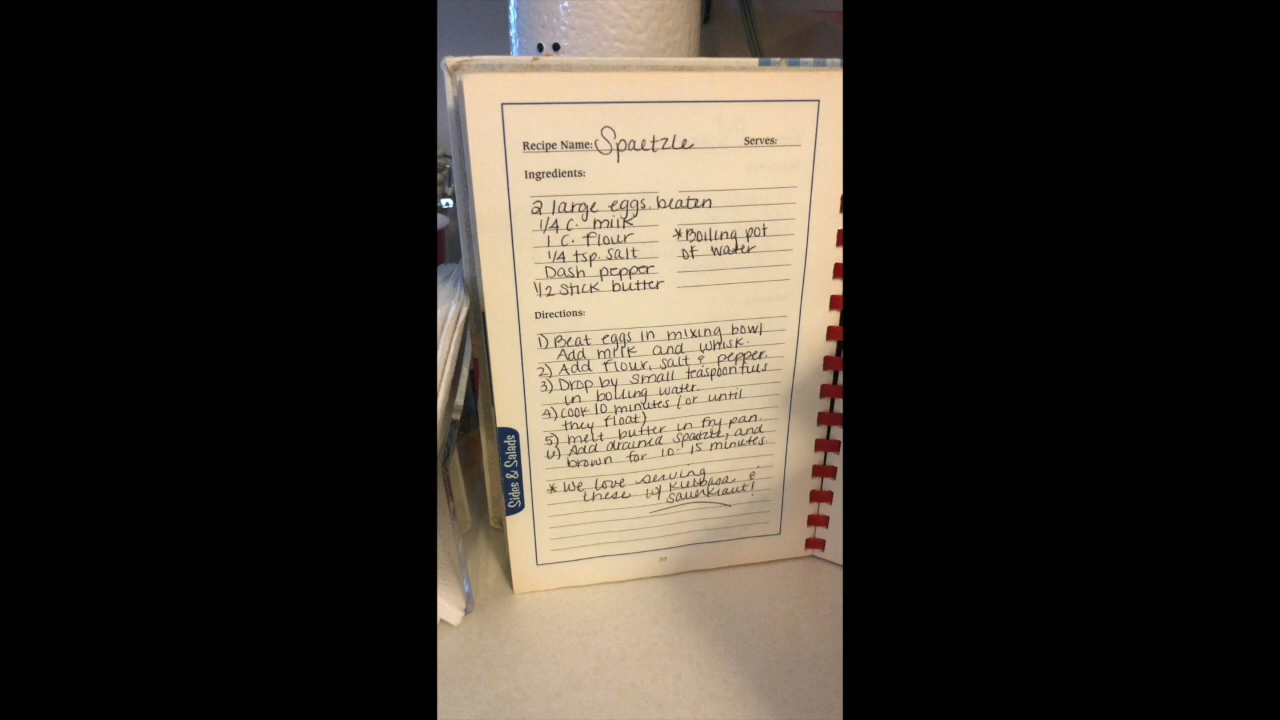 Recipe Name: Spaetzle Serves:
Ingredients:
2 large eggs. beaten
1/4 c. milk
1 c. flour
1/4 tsp. salt
Dash pepper
1/2 stick butter
*Boiling pot
of water
Directions:
1) Beat eggs in mixing bowl
Add milk and whisk.
2) Add flour, salt & pepper.
3) Drop by small teaspoonfuls
in boiling water.
4) Cook 10 minutes (or until
they float)
5) melt butter in fry pan.
6) Add drained spaetzle, and
brown for 10-15 minutes.
* We love serving
these w/ Kielbasa &
sauerkraut!
Sides & Salads